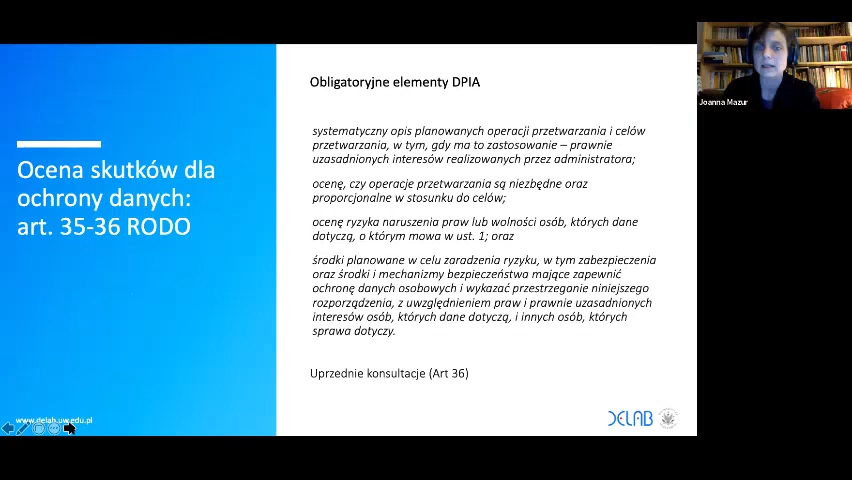 Ocena skutków dla
ochrony danych:
art. 35-36 RODO
www.delab.uw.edu.pl
Obligatoryjne elementy DPIA
systematyczny opis planowanych operacji przetwarzania i celów
przetwarzania, w tym, gdy ma to zastosowanie – prawnie
uzasadnionych interesów realizowanych przez administratora;
ocenę, czy operacje przetwarzania są niezbędne oraz
proporcjonalne w stosunku do celów;
ocenę ryzyka naruszenia praw lub wolności osób, których dane
dotyczą, o którym mowa w ust. 1; oraz
środki planowane w celu zaradzenia ryzyku, w tym zabezpieczenia
oraz środki i mechanizmy bezpieczeństwa mające zapewnić
ochronę danych osobowych i wykazać przestrzeganie niniejszego
rozporządzenia, z uwzględnieniem praw i prawnie uzasadnionych
interesów osób, których dane dotyczą, i innych osób, których
sprawa dotyczy.
Uprzednie konsultacje (Art 36)
DELAB
Joanna Mazur